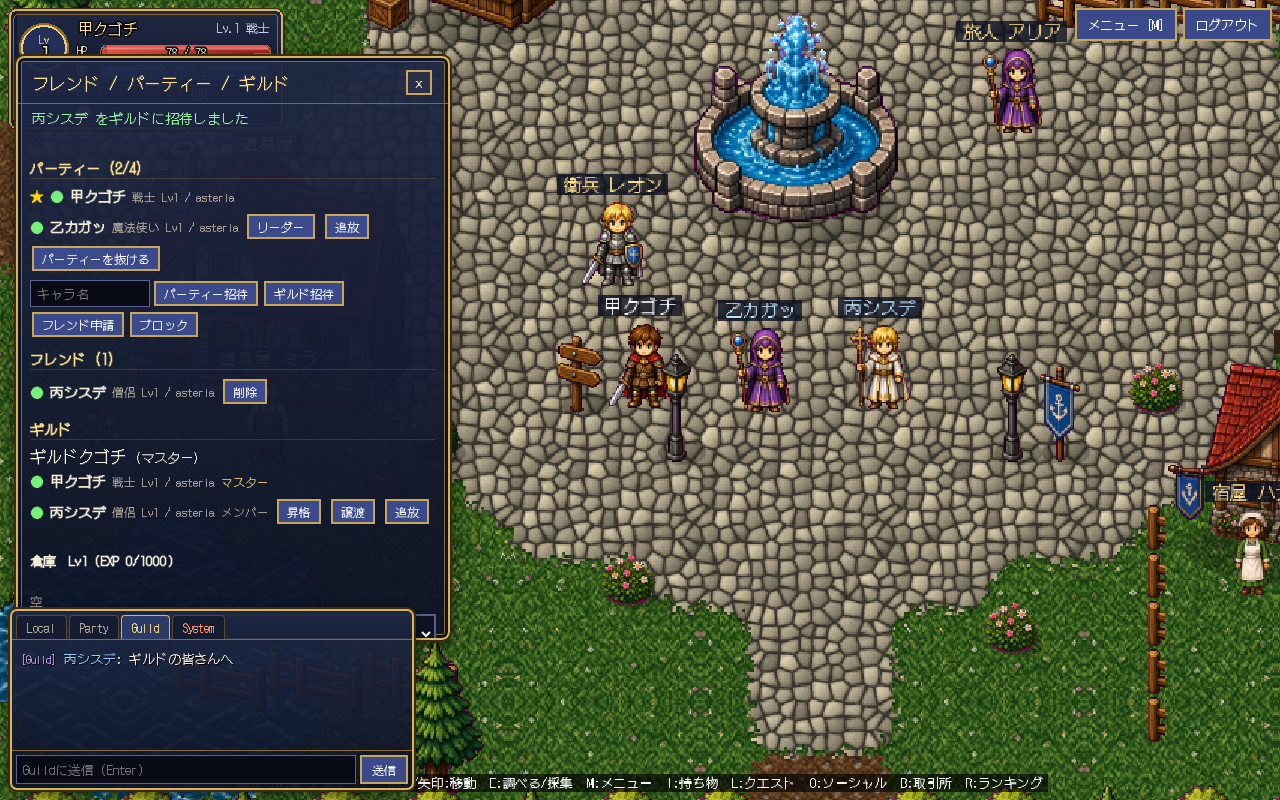 甲クゴチ Lv.1 戦士
Lv 1
HP 78 / 78
メニュー [M]
ログアウト
旅人 アリア
フレンド / パーティー / ギルド
x
丙シスデ をギルドに招待しました
パーティー (2/4)
★ 甲クゴチ 戦士 Lv1 / asteria
乙カガッ 魔法使い Lv1 / asteria リーダー 追放
パーティーを抜ける
キャラ名 パーティー招待 ギルド招待
フレンド申請 ブロック
フレンド (1)
丙シスデ 僧侶 Lv1 / asteria 削除
ギルド
ギルドクゴチ (マスター)
甲クゴチ 戦士 Lv1 / asteria マスター
丙シスデ 僧侶 Lv1 / asteria メンバー 昇格 譲渡 追放
倉庫 Lv1 (EXP 0/1000)
空
衛兵 レオン
甲クゴチ
乙カガッ
丙シスデ
宿屋
Local Party Guild System
[Guild] 丙シスデ: ギルドの皆さんへ
Guildに送信 (Enter) 送信
矢印:移動 E:調べる/採集 M:メニュー I:持ち物 L:クエスト O:ソーシャル B:取引所 R:ランキング